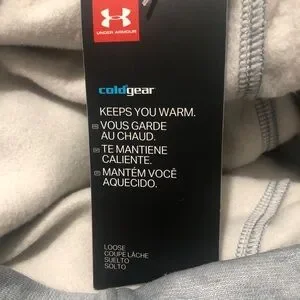 UNDER ARMOUR
coldgear
KEEPS YOU WARM.
VOUS GARDE
AU CHAUD.
TE MANTIENE
CALIENTE.
MANTÉM VOCÊ
AQUECIDO.
LOOSE
COUPE LÂCHE
SUELTO
SOLTO